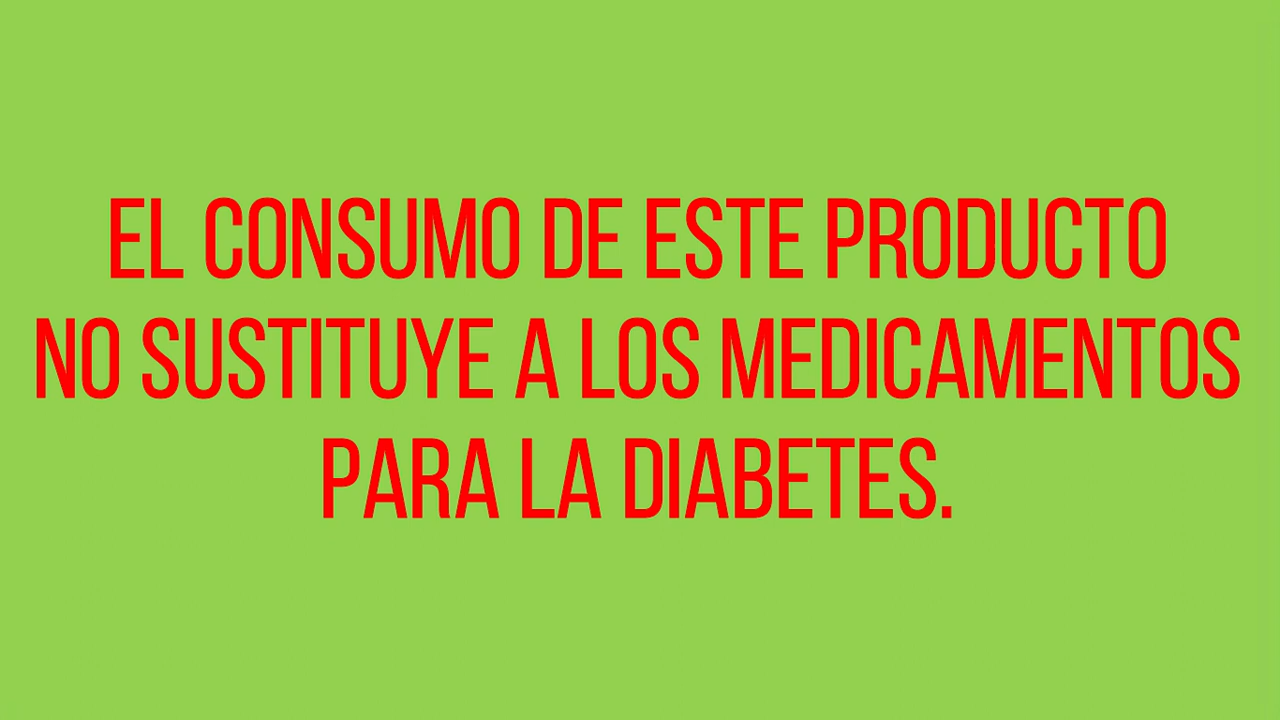 EL CONSUMO DE ESTE PRODUCTO
NO SUSTITUYE A LOS MEDICAMENTOS
PARA LA DIABETES.